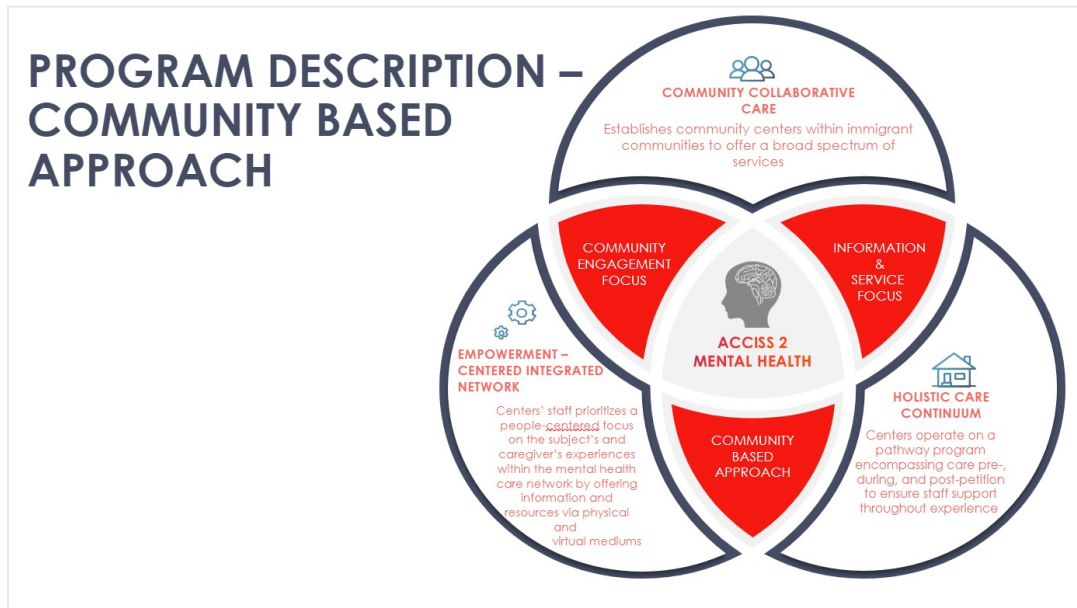 PROGRAM DESCRIPTION –
COMMUNITY BASED
APPROACH
COMMUNITY COLLABORATIVE
CARE
Establishes community centers within immigrant
communities to offer a broad spectrum of
services
COMMUNITY
ENGAGEMENT
FOCUS
INFORMATION
&
SERVICE
FOCUS
ACCISS 2
MENTAL HEALTH
EMPOWERMENT –
CENTERED INTEGRATED
NETWORK
Centers' staff prioritizes a
people-centered focus
on the subject's and
caregiver's experiences
within the mental health
care network by offering
information and
resources via physical
and
virtual mediums
COMMUNITY
BASED
APPROACH
HOLISTIC CARE
CONTINUUM
Centers operate on a
pathway program
encompassing care pre-,
during, and post-petition
to ensure staff support
throughout experience